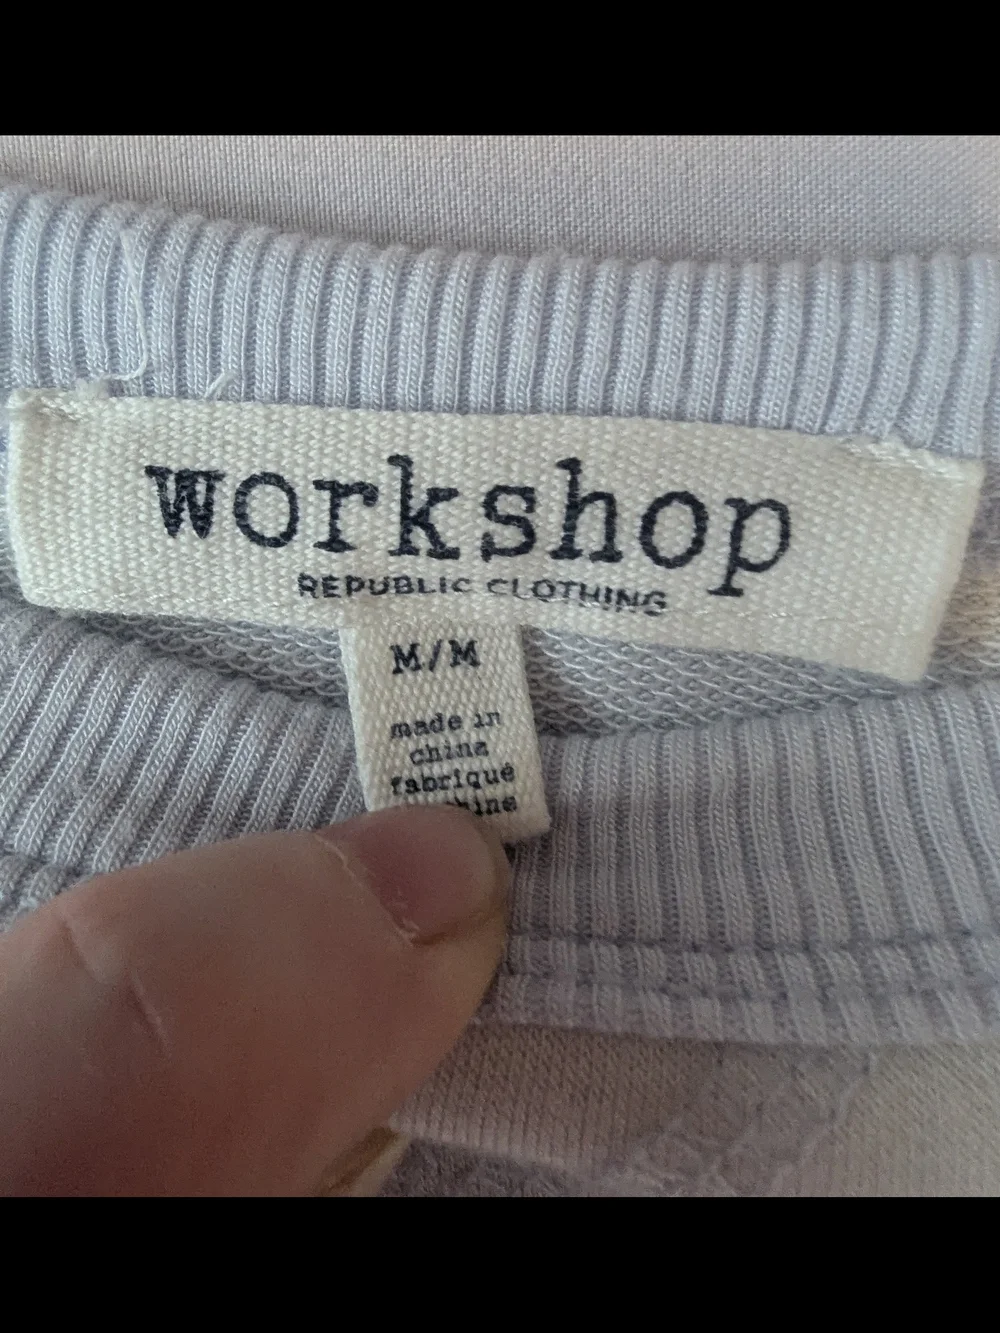 workshop
REPUBLIC CLOTHING
M/M
made in
china
fabriqué